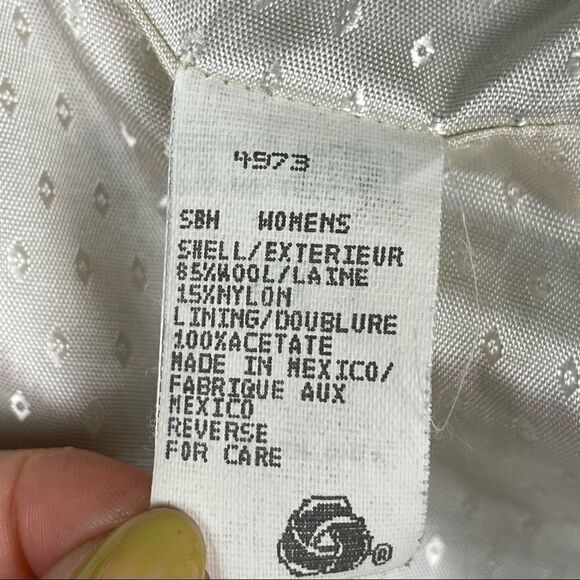 4973
SBH WOMENS
SHELL/EXTERIEUR
85%WOOL/LAINE
15%NYLON
LINING/DOUBLURE
100%ACETATE
MADE IN MEXICO/
FABRIQUE AUX
MEXICO
REVERSE
FOR CARE
®